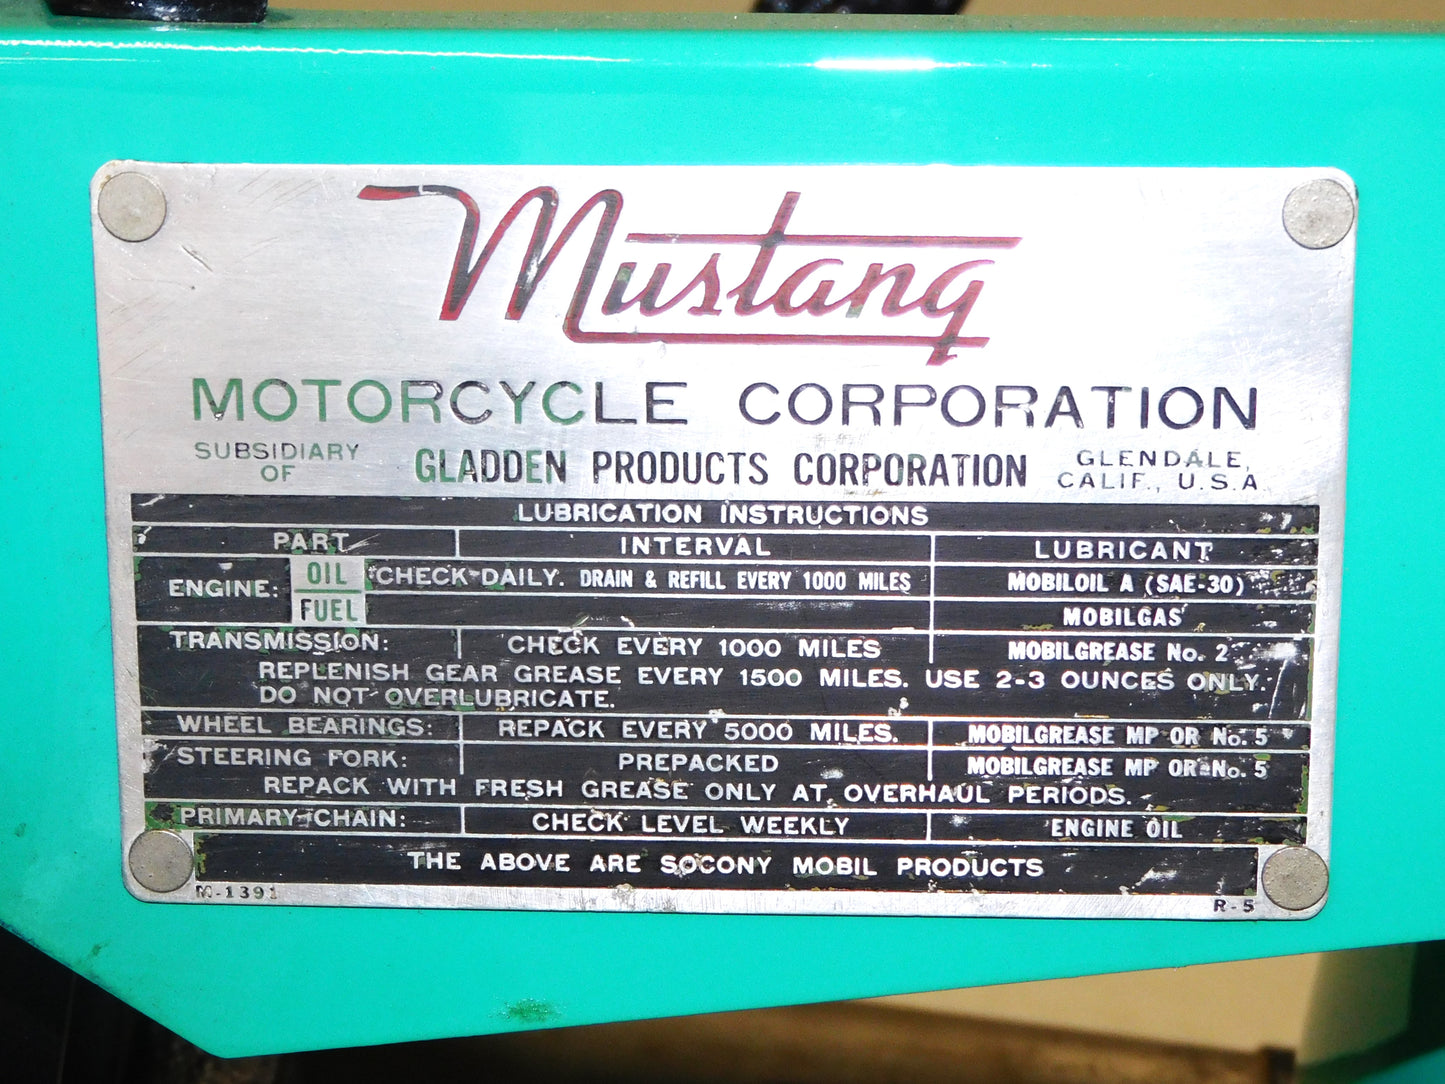 Mustang
MOTORCYCLE CORPORATION
SUBSIDIARY OF GLADDEN PRODUCTS CORPORATION GLENDALE, CALIF., U.S.A.
LUBRICATION INSTRUCTIONS
PART INTERVAL LUBRICANT
ENGINE: OIL CHECK DAILY. DRAIN & REFILL EVERY 1000 MILES MOBILOIL A (SAE-30)
FUEL MOBILGAS
TRANSMISSION: CHECK EVERY 1000 MILES MOBILGREASE No. 2
REPLENISH GEAR GREASE EVERY 1500 MILES. USE 2-3 OUNCES ONLY.
DO NOT OVERLUBRICATE.
WHEEL BEARINGS: REPACK EVERY 5000 MILES. MOBILGREASE MP OR No. 5
STEERING FORK: PREPACKED MOBILGREASE MP OR No. 5
REPACK WITH FRESH GREASE ONLY AT OVERHAUL PERIODS.
PRIMARY CHAIN: CHECK LEVEL WEEKLY ENGINE OIL
THE ABOVE ARE SOCONY MOBIL PRODUCTS
M-1391 R-5